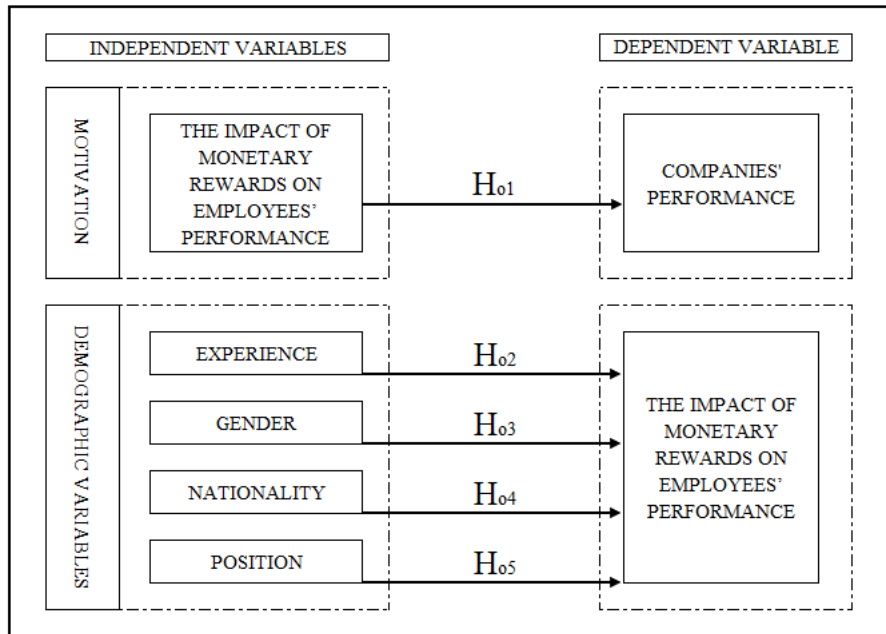 INDEPENDENT VARIABLES
DEPENDENT VARIABLE
MOTIVATION
THE IMPACT OF
MONETARY
REWARDS ON
EMPLOYEES’
PERFORMANCE
Ho1
COMPANIES'
PERFORMANCE
DEMOGRAPHIC VARIABLES
EXPERIENCE
Ho2
GENDER
Ho3
NATIONALITY
Ho4
POSITION
Ho5
THE IMPACT OF
MONETARY
REWARDS ON
EMPLOYEES’
PERFORMANCE